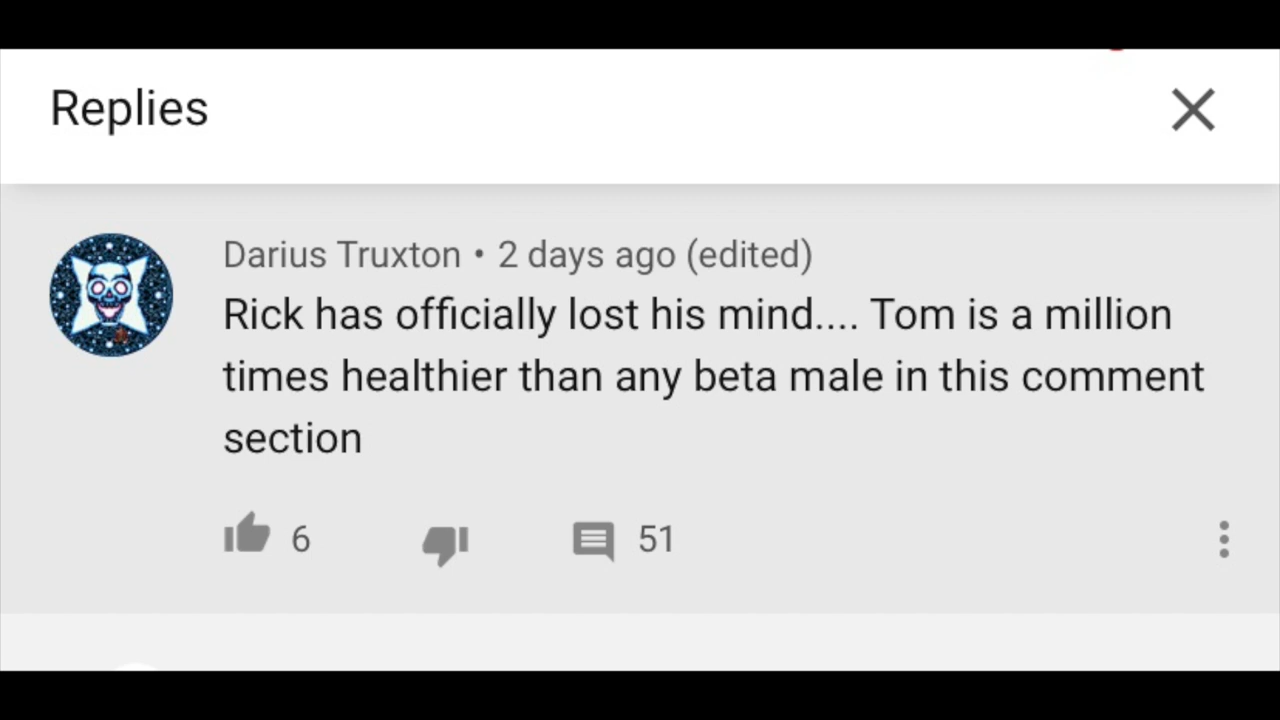 Replies
Darius Truxton • 2 days ago (edited)
Rick has officially lost his mind.... Tom is a million
times healthier than any beta male in this comment
section
6 51